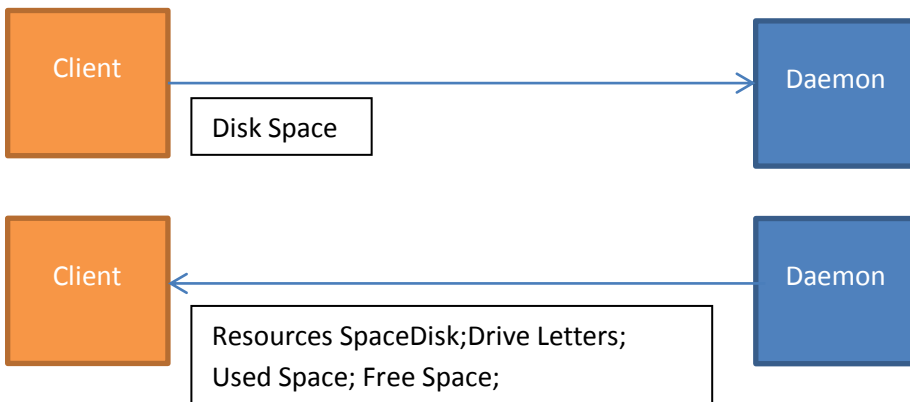 Client
Daemon
Disk Space
Client
Daemon
Resources SpaceDisk;Drive Letters;
Used Space; Free Space;